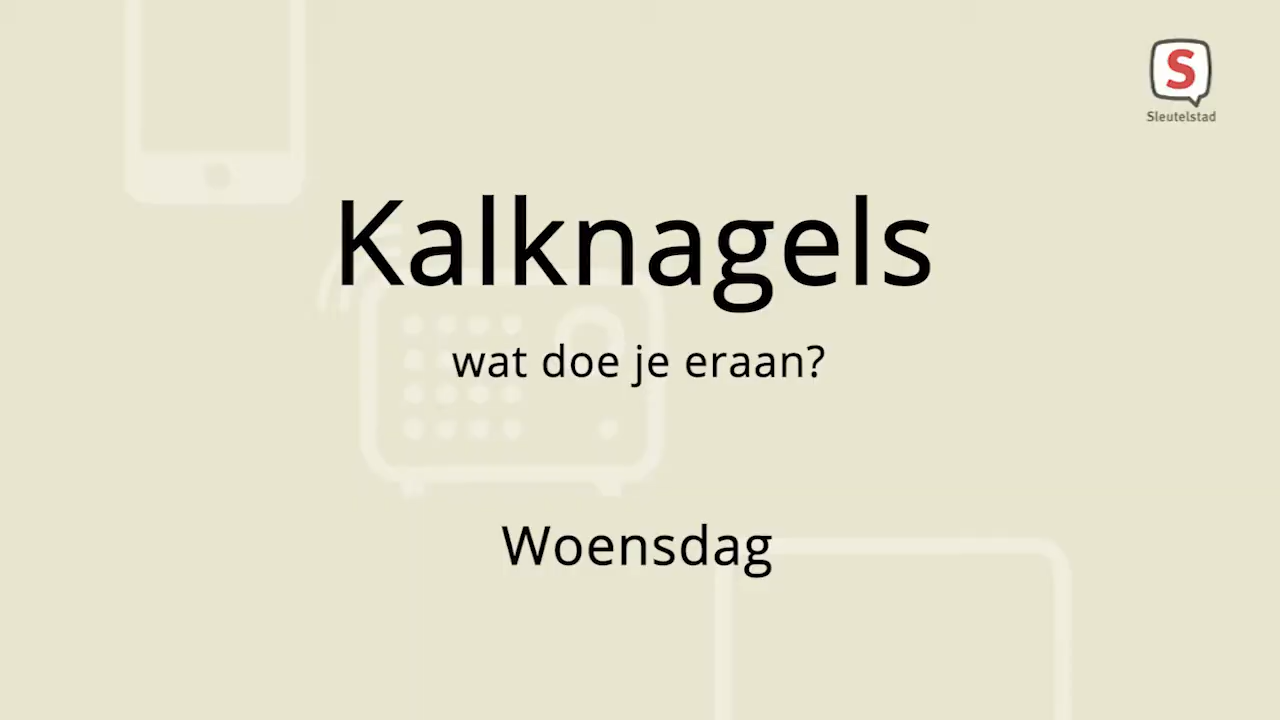 S
Sleutelstad
Kalknagels
wat doe je eraan?
Woensdag